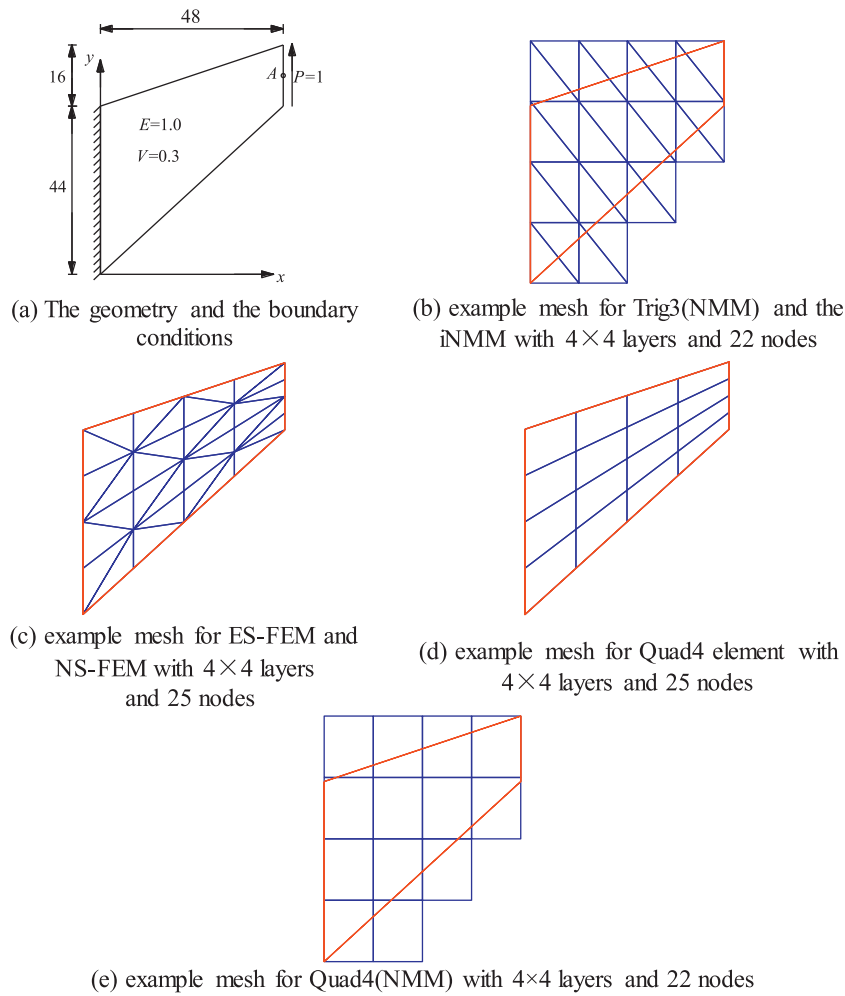 48
16
y
A
P=1
E=1.0
V=0.3
44
x
(a) The geometry and the boundary
conditions
(b) example mesh for Trig3(NMM) and the
iNMM with 4×4 layers and 22 nodes
(c) example mesh for ES-FEM and
NS-FEM with 4×4 layers
and 25 nodes
(d) example mesh for Quad4 element with
4×4 layers and 25 nodes
(e) example mesh for Quad4(NMM) with 4×4 layers and 22 nodes